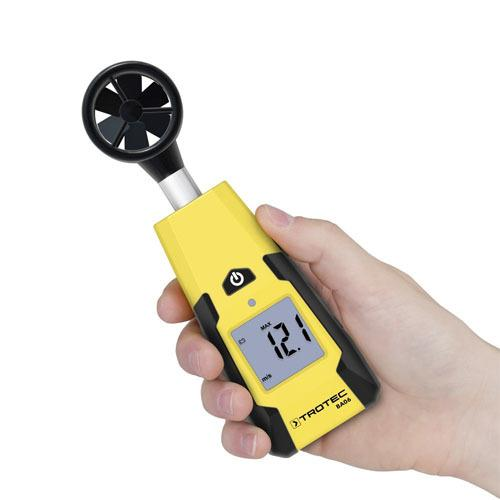 MAX
12.1
m/s
TROTEC
BA06